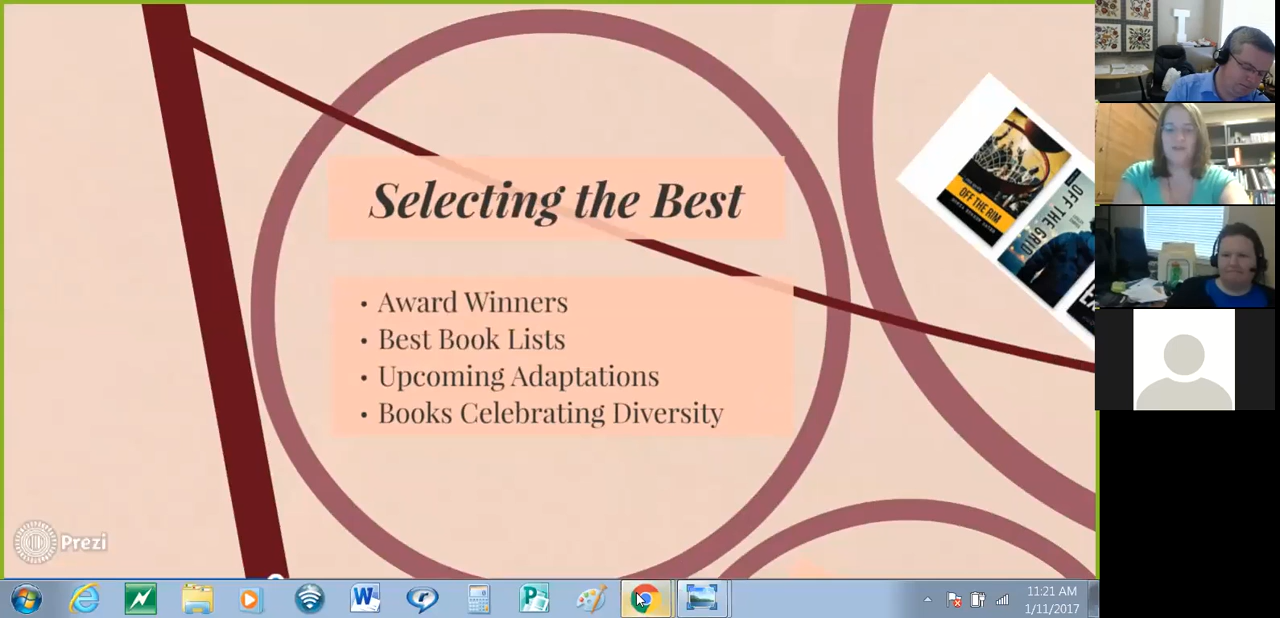 Selecting the Best
• Award Winners
• Best Book Lists
• Upcoming Adaptations
• Books Celebrating Diversity
OFF THE RIM
OFF THE GRID
Prezi
11:21 AM
1/11/2017